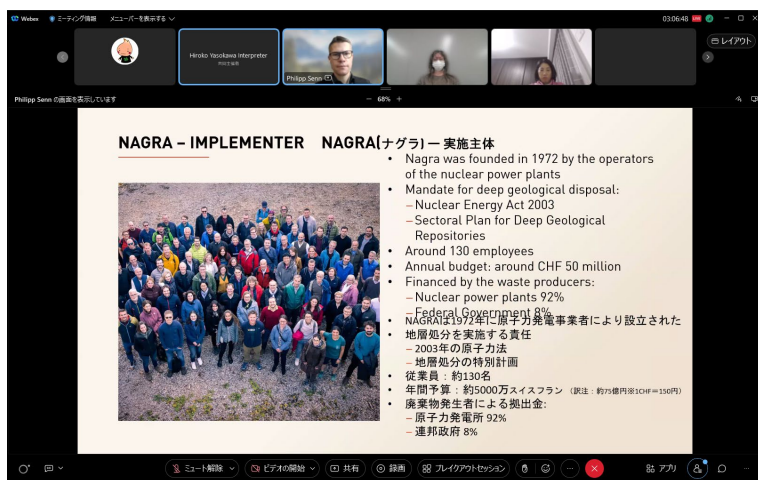 Webex
ミーティング情報
メニューバーを表示する
03:06:48
レイアウト
Hiroko Yasokawa Interpreter
Philipp Senn
Philipp Senn の画面を表示しています
− 68% +
NAGRA – IMPLEMENTER NAGRA(ナグラ) ー 実施主体
• Nagra was founded in 1972 by the operators
of the nuclear power plants
• Mandate for deep geological disposal:
– Nuclear Energy Act 2003
– Sectoral Plan for Deep Geological
Repositories
• Around 130 employees
• Annual budget: around CHF 50 million
• Financed by the waste producers:
– Nuclear power plants 92%
– Federal Government 8%
• NAGRAは1972年に原子力発電事業者により設立された
• 地層処分を実施する責任
– 2003年の原子力法
– 地層処分の特別計画
• 従業員：約130名
• 年間予算：約5000万スイスフラン （訳注：約75億円※1CHF＝150円）
• 廃棄物発生者による拠出金:
– 原子力発電所 92%
– 連邦政府 8%
ミュート解除
ビデオの開始
共有
録画
ブレイクアウトセッション
アプリ